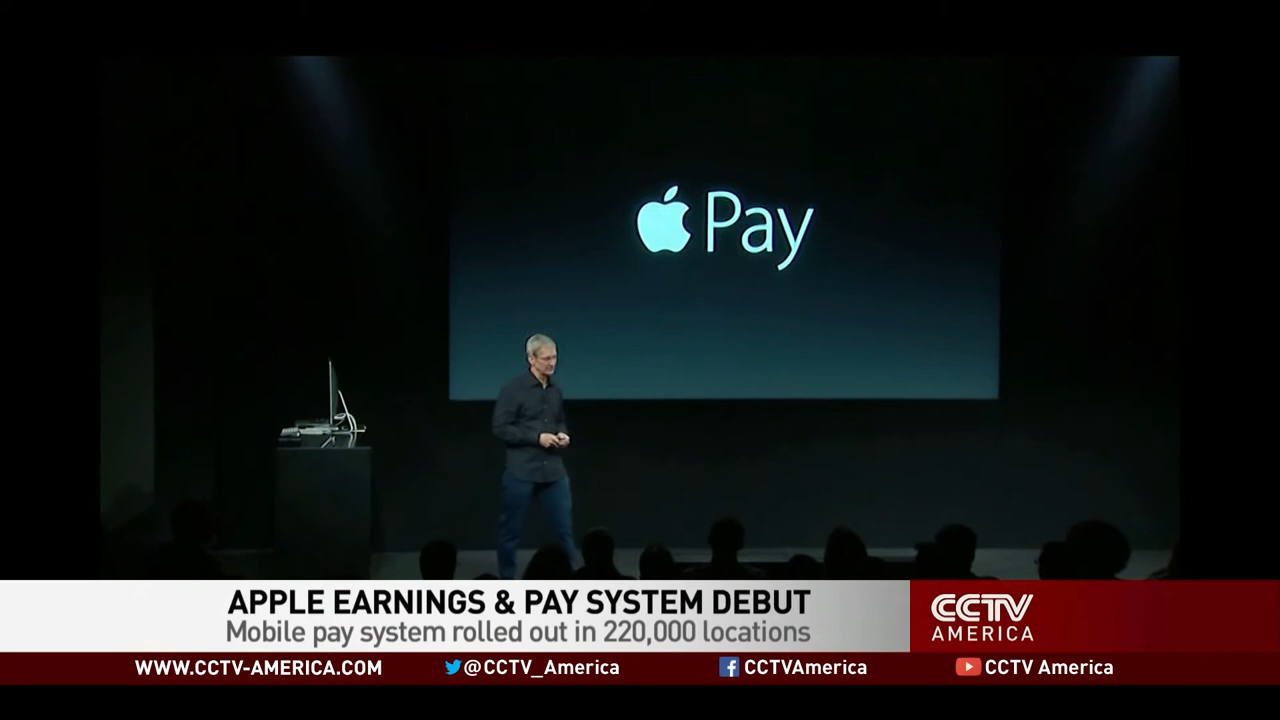 Pay
APPLE EARNINGS & PAY SYSTEM DEBUT
Mobile pay system rolled out in 220,000 locations
CCTV
AMERICA
WWW.CCTV-AMERICA.COM
@CCTV_America
CCTVAmerica
CCTV America